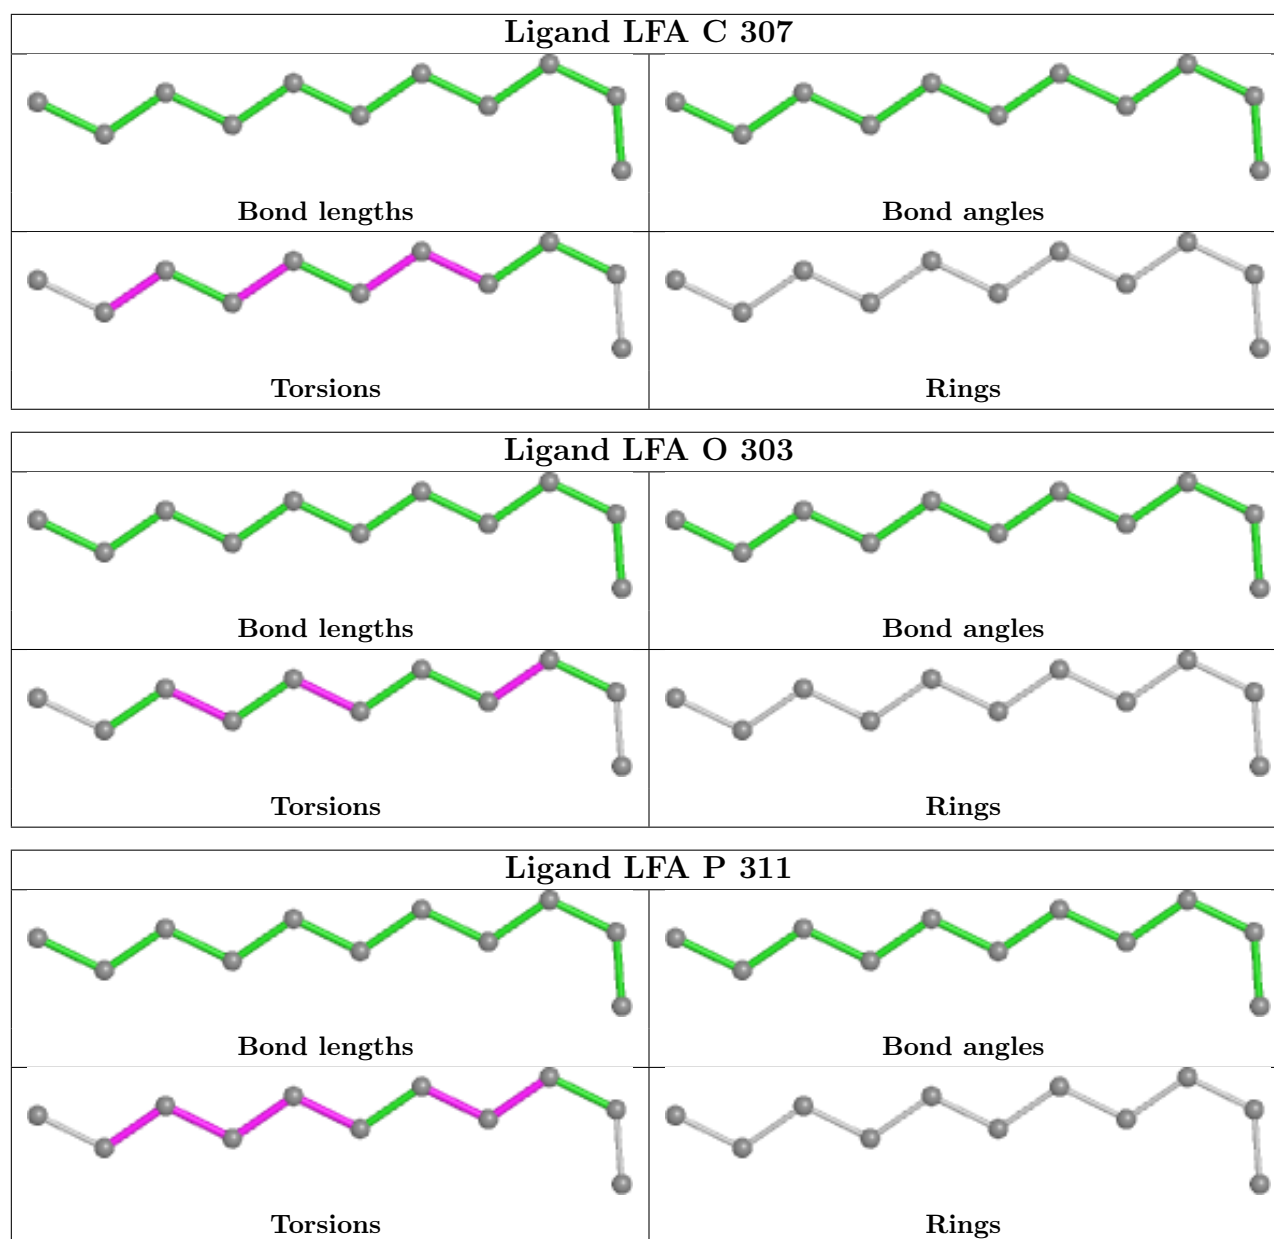 Ligand LFA C 307
Bond lengths
Bond angles
Torsions
Rings
Ligand LFA O 303
Bond lengths
Bond angles
Torsions
Rings
Ligand LFA P 311
Bond lengths
Bond angles
Torsions
Rings